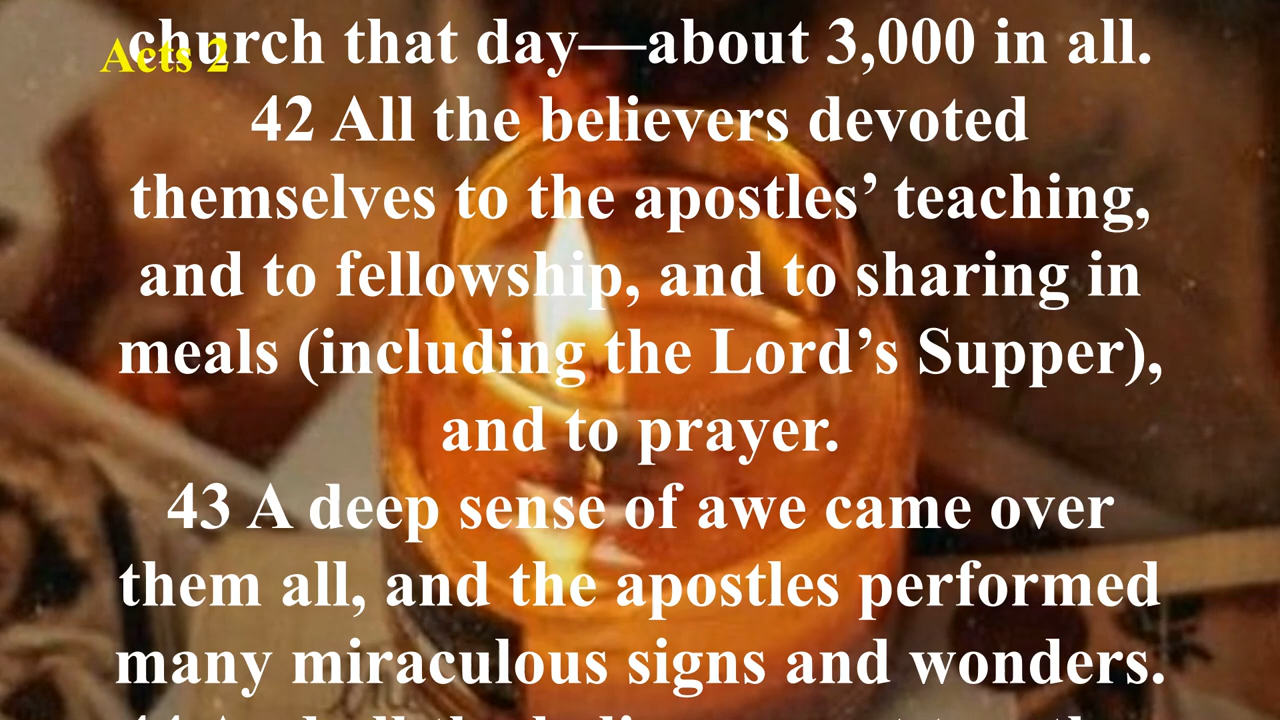 Acts 2
church that day—about 3,000 in all.
42 All the believers devoted
themselves to the apostles’ teaching,
and to fellowship, and to sharing in
meals (including the Lord’s Supper),
and to prayer.
43 A deep sense of awe came over
them all, and the apostles performed
many miraculous signs and wonders.